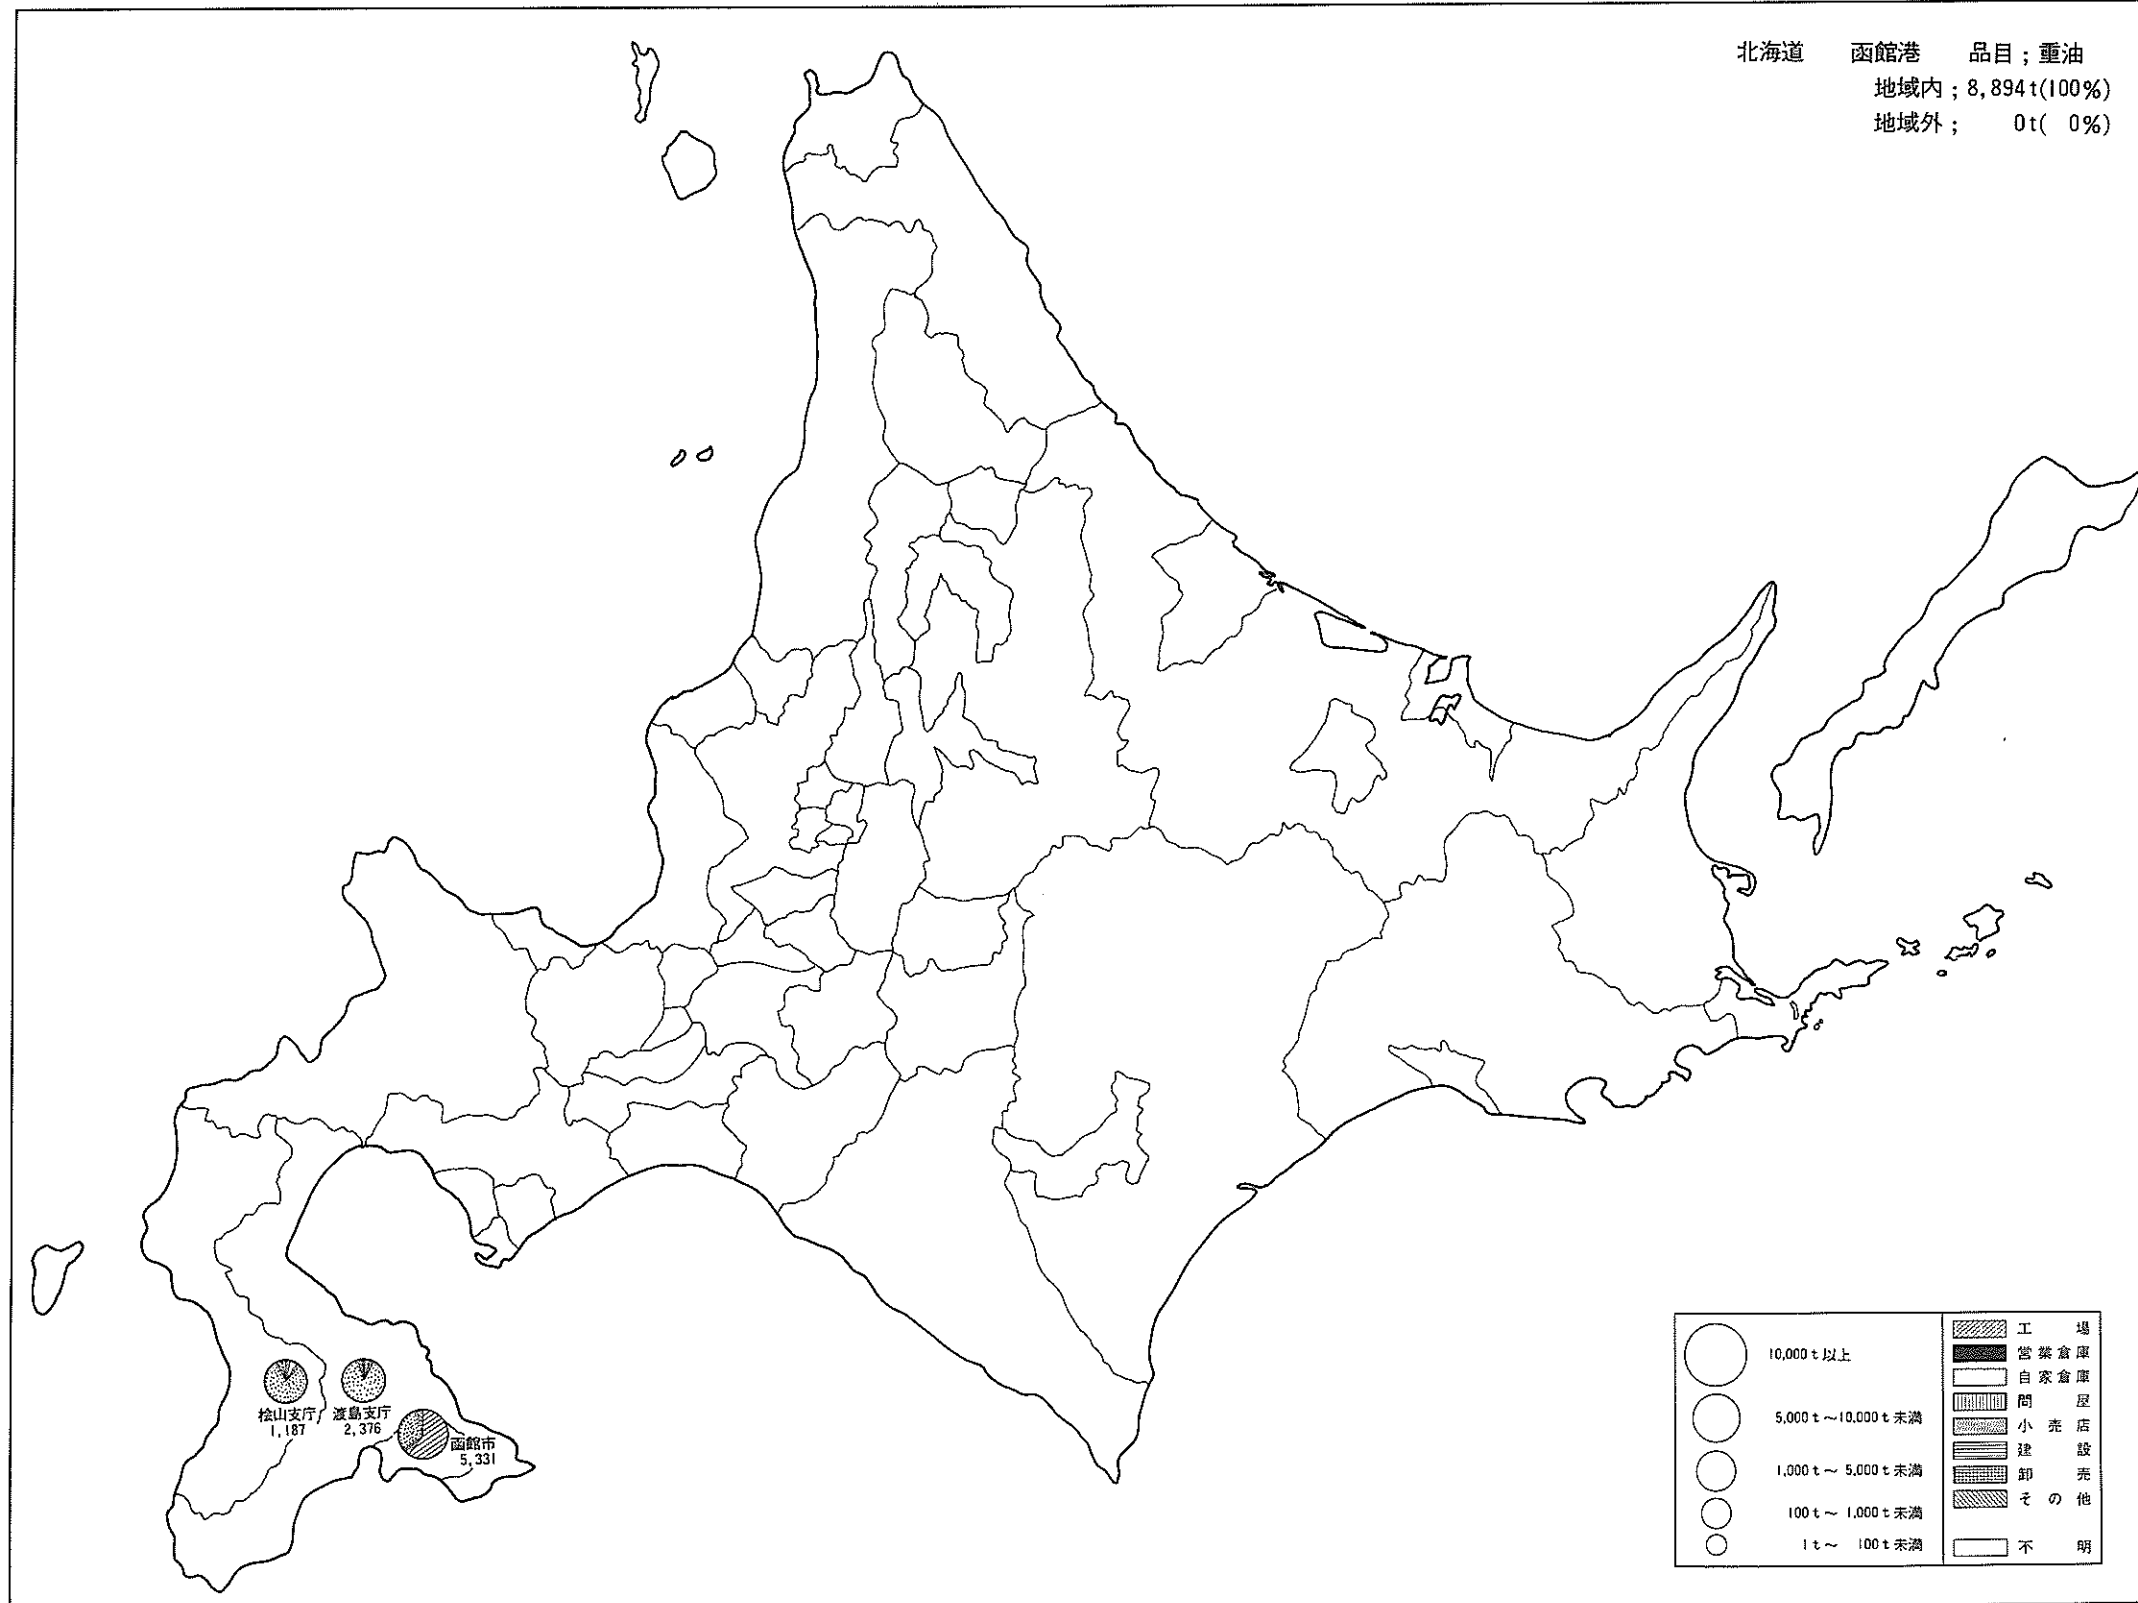 北海道 函館港 品目；重油
地域内；8,894t(100%)
地域外； 0t( 0%)
桧山支庁
1,187
渡島支庁
2,376
函館市
5,331
10,000t以上
5,000t～10,000t未満
1,000t～5,000t未満
100t～1,000t未満
1t～100t未満
工場
営業倉庫
自家倉庫
問屋
小売店
建設
卸売
その他
不明